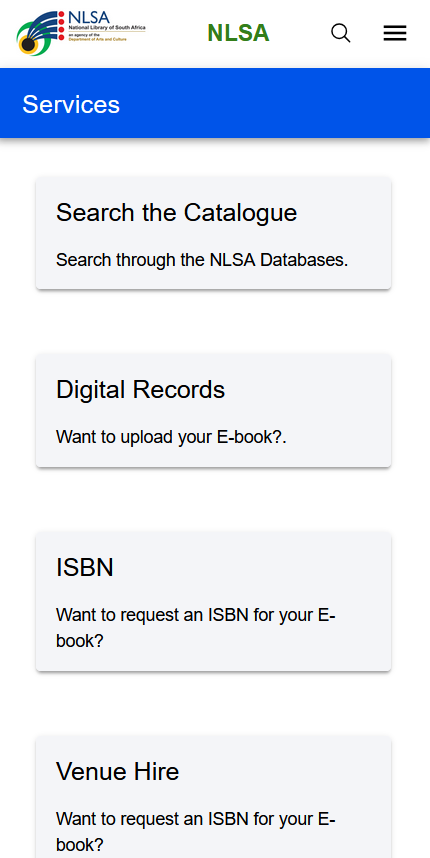 NLSA
National Library of South Africa
an agency of the
Department of Arts and Culture
NLSA
Services
Search the Catalogue
Search through the NLSA Databases.
Digital Records
Want to upload your E-book?.
ISBN
Want to request an ISBN for your E-
book?
Venue Hire
Want to request an ISBN for your E-
book?